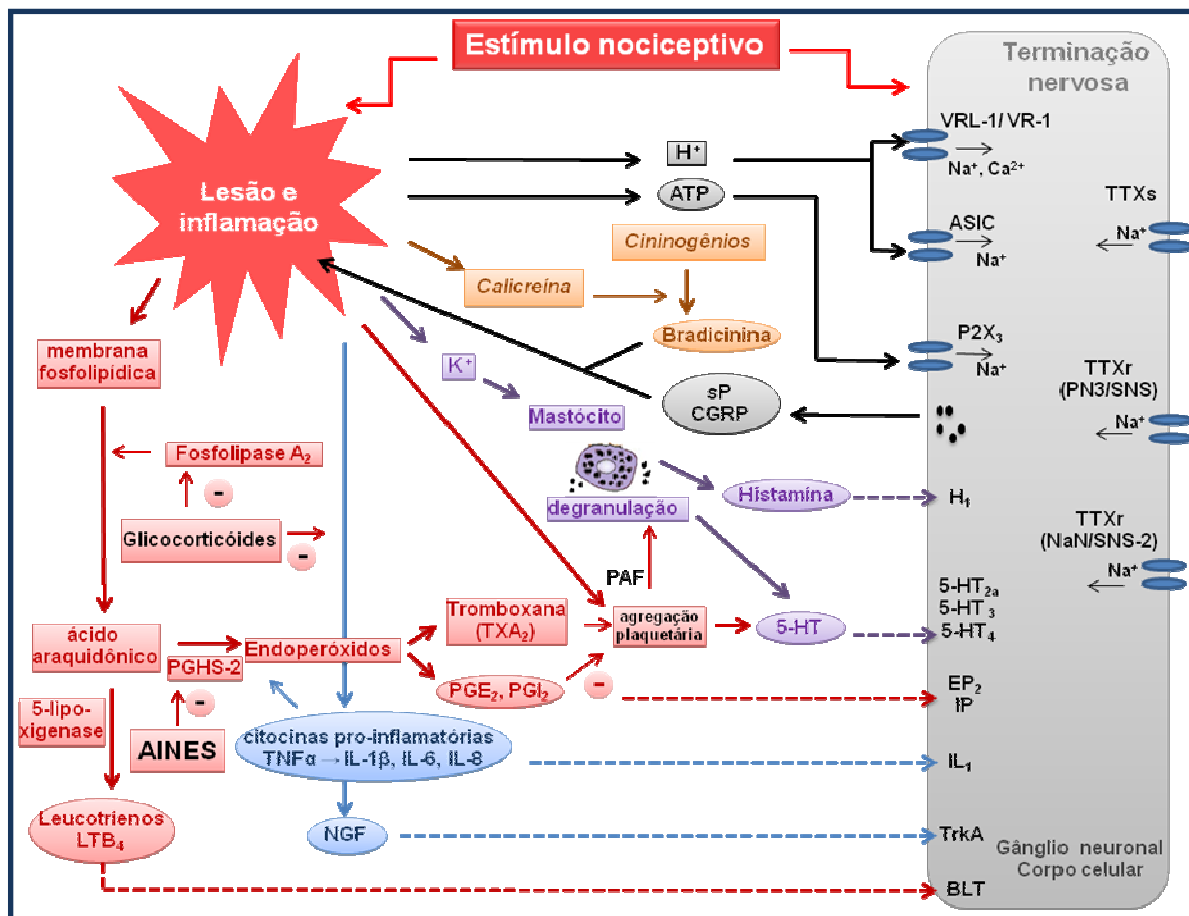 Estímulo nociceptivo
Terminação
nervosa
VRL-1/ VR-1
Na⁺, Ca²⁺
TTXs
Na⁺
ASIC
Na⁺
P2X₃
Na⁺
TTXr
(PN3/SNS)
Na⁺
H₁
TTXr
(NaN/SNS-2)
Na⁺
5-HT₂ₐ
5-HT₃
5-HT₄
EP₂
IP
IL₁
TrkA
BLT
Gânglio neuronal
Corpo celular
Lesão e
inflamação
H⁺
ATP
Cininogênios
Calicreína
Bradicinina
K⁺
sP
CGRP
Mastócito
degranulação
Histamina
PAF
membrana
fosfolipídica
Fosfolipase A₂
-
Glicocorticóides
-
ácido
araquidônico
Endoperóxidos
PGHS-2
-
AINES
5-lipo-
xigenase
Leucotrienos
LTB₄
Tromboxana
(TXA₂)
agregação
plaquetária
5-HT
PGE₂, PGI₂
-
citocinas pro-inflamatórias
TNFα → IL-1β, IL-6, IL-8
NGF